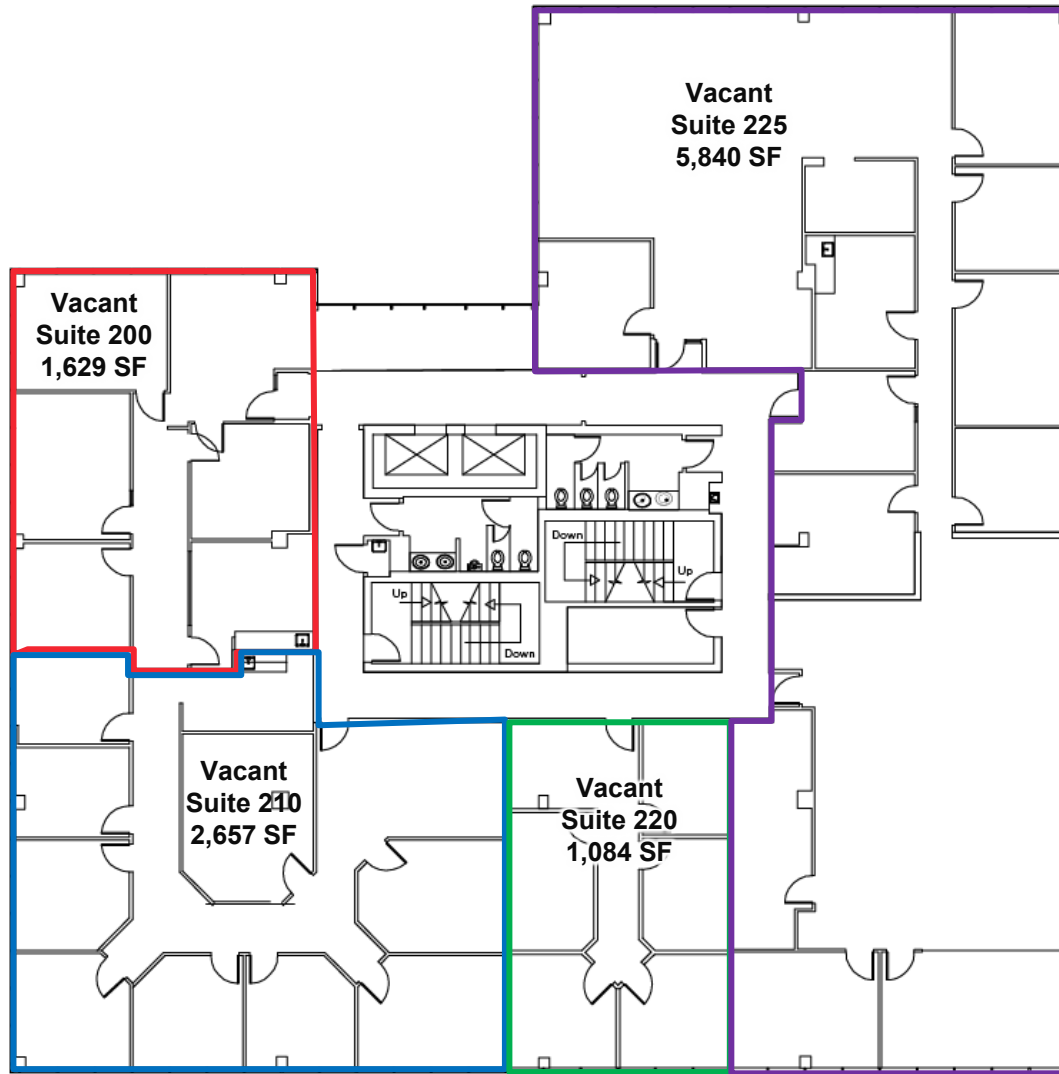 Vacant
Suite 225
5,840 SF
Vacant
Suite 200
1,629 SF
Down
Up
Up
Down
Vacant
Suite 210
2,657 SF
Vacant
Suite 220
1,084 SF